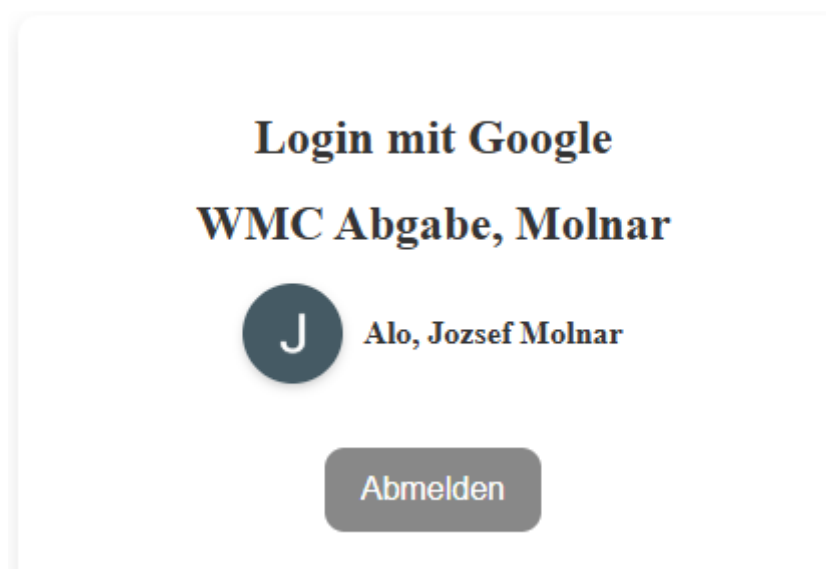 Login mit Google
WMC Abgabe, Molnar
J
Alo, Jozsef Molnar
Abmelden